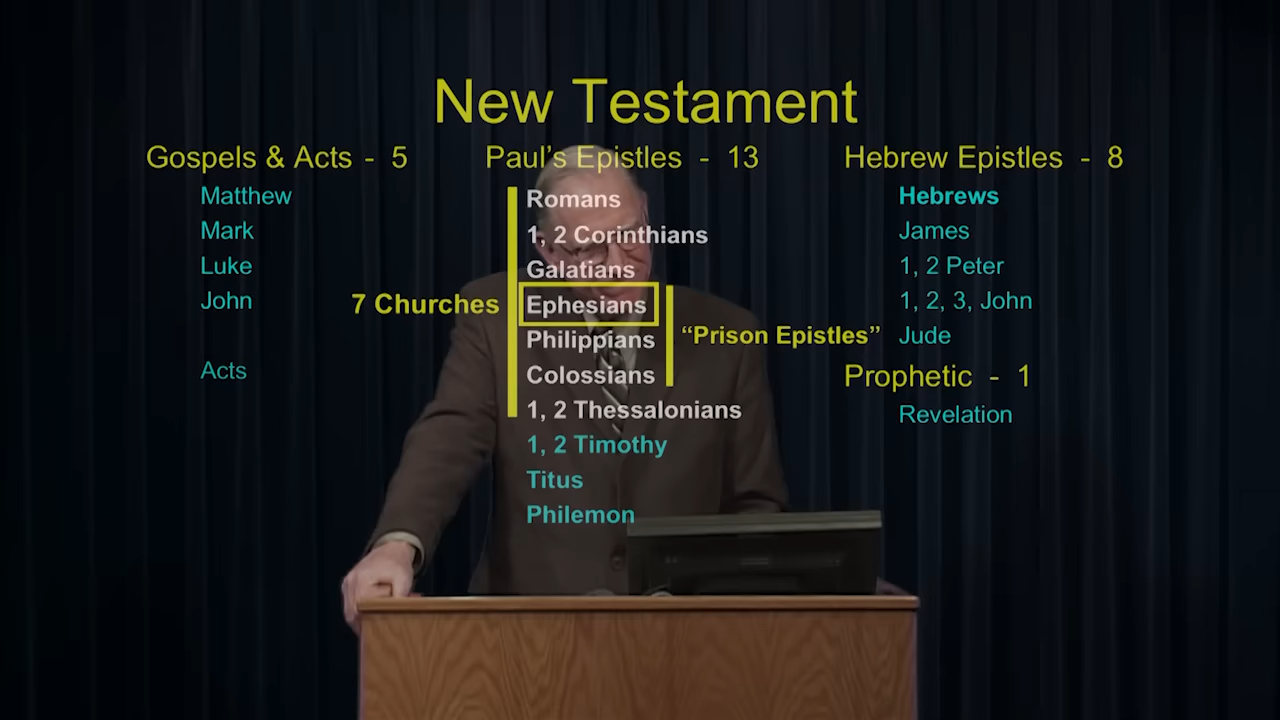 New Testament
Gospels & Acts - 5
Matthew
Mark
Luke
John
Acts
7 Churches
Paul's Epistles - 13
Romans
1, 2 Corinthians
Galatians
Ephesians
Philippians
Colossians
1, 2 Thessalonians
1, 2 Timothy
Titus
Philemon
“Prison Epistles”
Hebrew Epistles - 8
Hebrews
James
1, 2 Peter
1, 2, 3, John
Jude
Prophetic - 1
Revelation